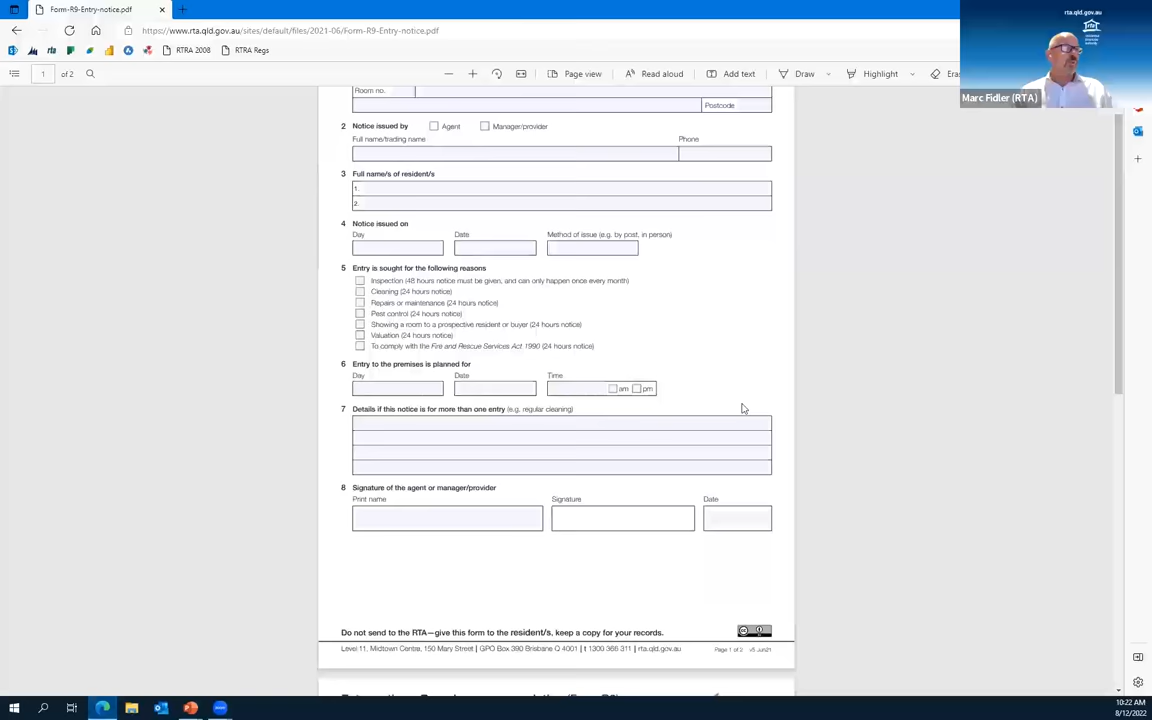 Form-R9-Entry-notice.pdf
https://www.rta.qld.gov.au/sites/default/files/2021-06/Form-R9-Entry-notice.pdf
rta
RTRA 2008
RTRA Regs
1 of 2
Page view
Read aloud
Add text
Draw
Highlight
rta.qld.gov.au
Marc Fidler (RTA)
Room no.
Postcode
2 Notice issued by Agent Manager/provider
Full name/trading name Phone
3 Full name/s of resident/s
1.
2.
4 Notice issued on
Day Date Method of issue (e.g. by post, in person)
5 Entry is sought for the following reasons
Inspection (48 hours notice must be given, and can only happen once every month)
Cleaning (24 hours notice)
Repairs or maintenance (24 hours notice)
Pest control (24 hours notice)
Showing a room to a prospective resident or buyer (24 hours notice)
Valuation (24 hours notice)
To comply with the Fire and Rescue Services Act 1990 (24 hours notice)
6 Entry to the premises is planned for
Day Date Time
am pm
7 Details if this notice is for more than one entry (e.g. regular cleaning)
8 Signature of the agent or manager/provider
Print name Signature Date
Do not send to the RTA—give this form to the resident/s, keep a copy for your records.
Level 11, Midtown Centre, 150 Mary Street | GPO Box 390 Brisbane Q 4001 | t 1300 366 311 | rta.qld.gov.au
Page 1 of 2 v5 Jun21
10:22 AM
8/12/2022